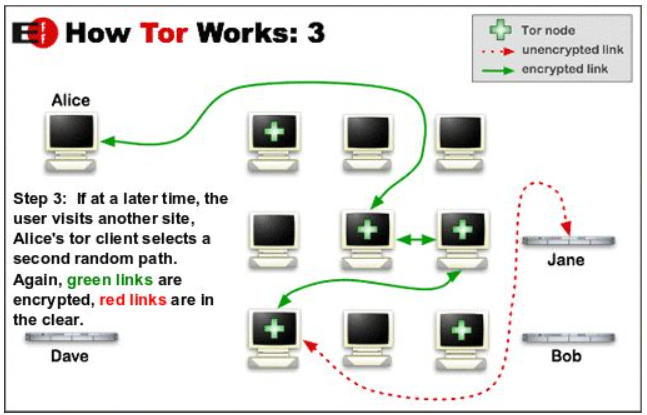 EFF How Tor Works: 3
Tor node
unencrypted link
encrypted link
Alice
Step 3: If at a later time, the
user visits another site,
Alice's tor client selects a
second random path.
Again, green links are
encrypted, red links are in
the clear.
Jane
Dave
Bob